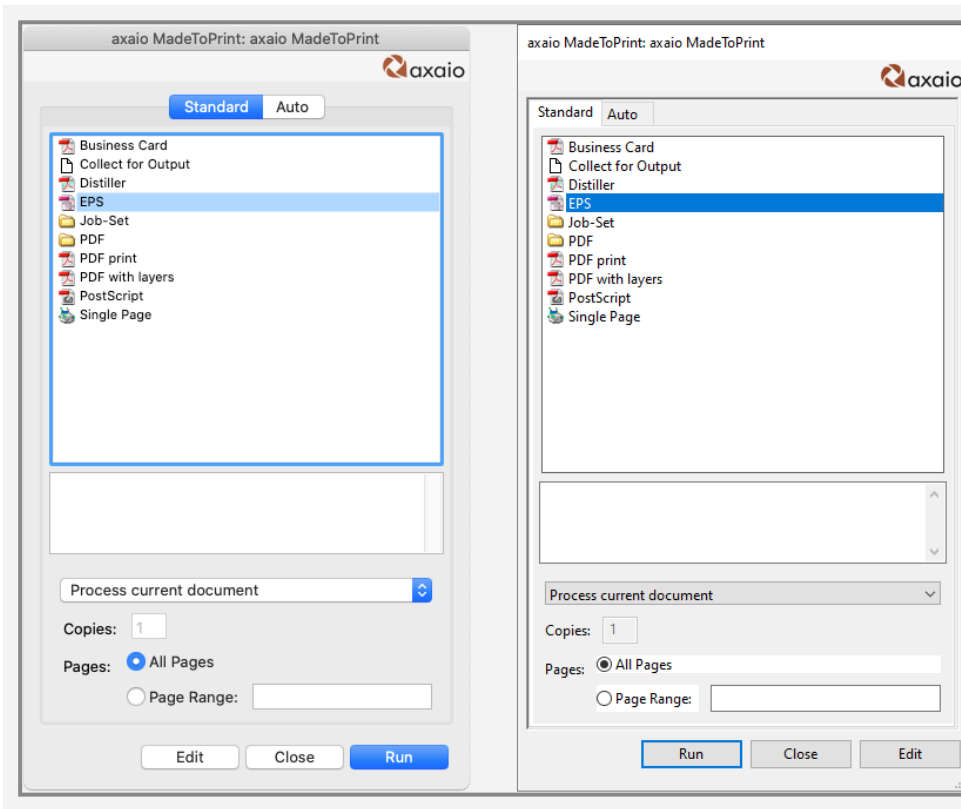 axaio MadeToPrint: axaio MadeToPrint
axaio
Standard Auto
Business Card
Collect for Output
Distiller
EPS
Job-Set
PDF
PDF print
PDF with layers
PostScript
Single Page
Process current document
Copies: 1
Pages: All Pages
Page Range:
Edit Close Run
axaio MadeToPrint: axaio MadeToPrint
axaio
Standard Auto
Business Card
Collect for Output
Distiller
EPS
Job-Set
PDF
PDF print
PDF with layers
PostScript
Single Page
Process current document
Copies: 1
Pages: All Pages
Page Range:
Run Close Edit